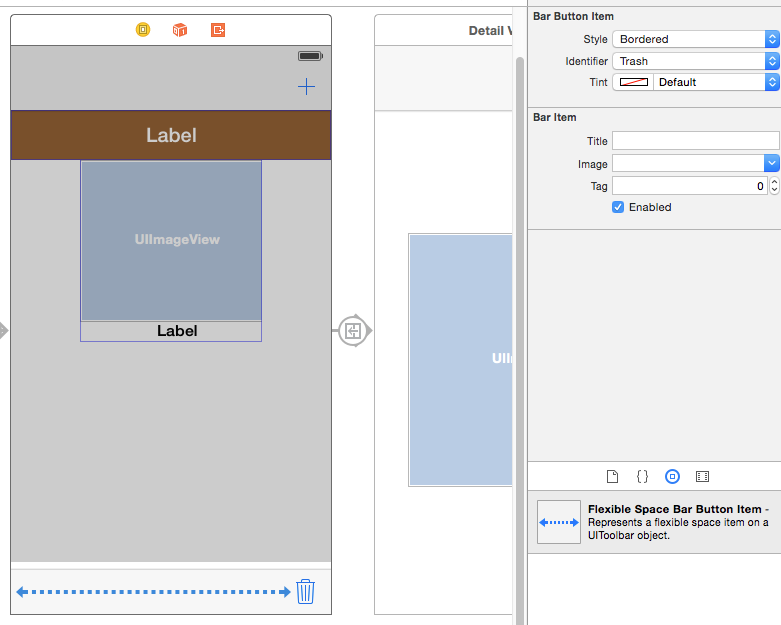 Label
UIImageView
Label
Detail V
UII
Bar Button Item
Style Bordered
Identifier Trash
Tint Default
Bar Item
Title
Image
Tag 0
Enabled
{ }
Flexible Space Bar Button Item -
Represents a flexible space item on a
UIToolbar object.